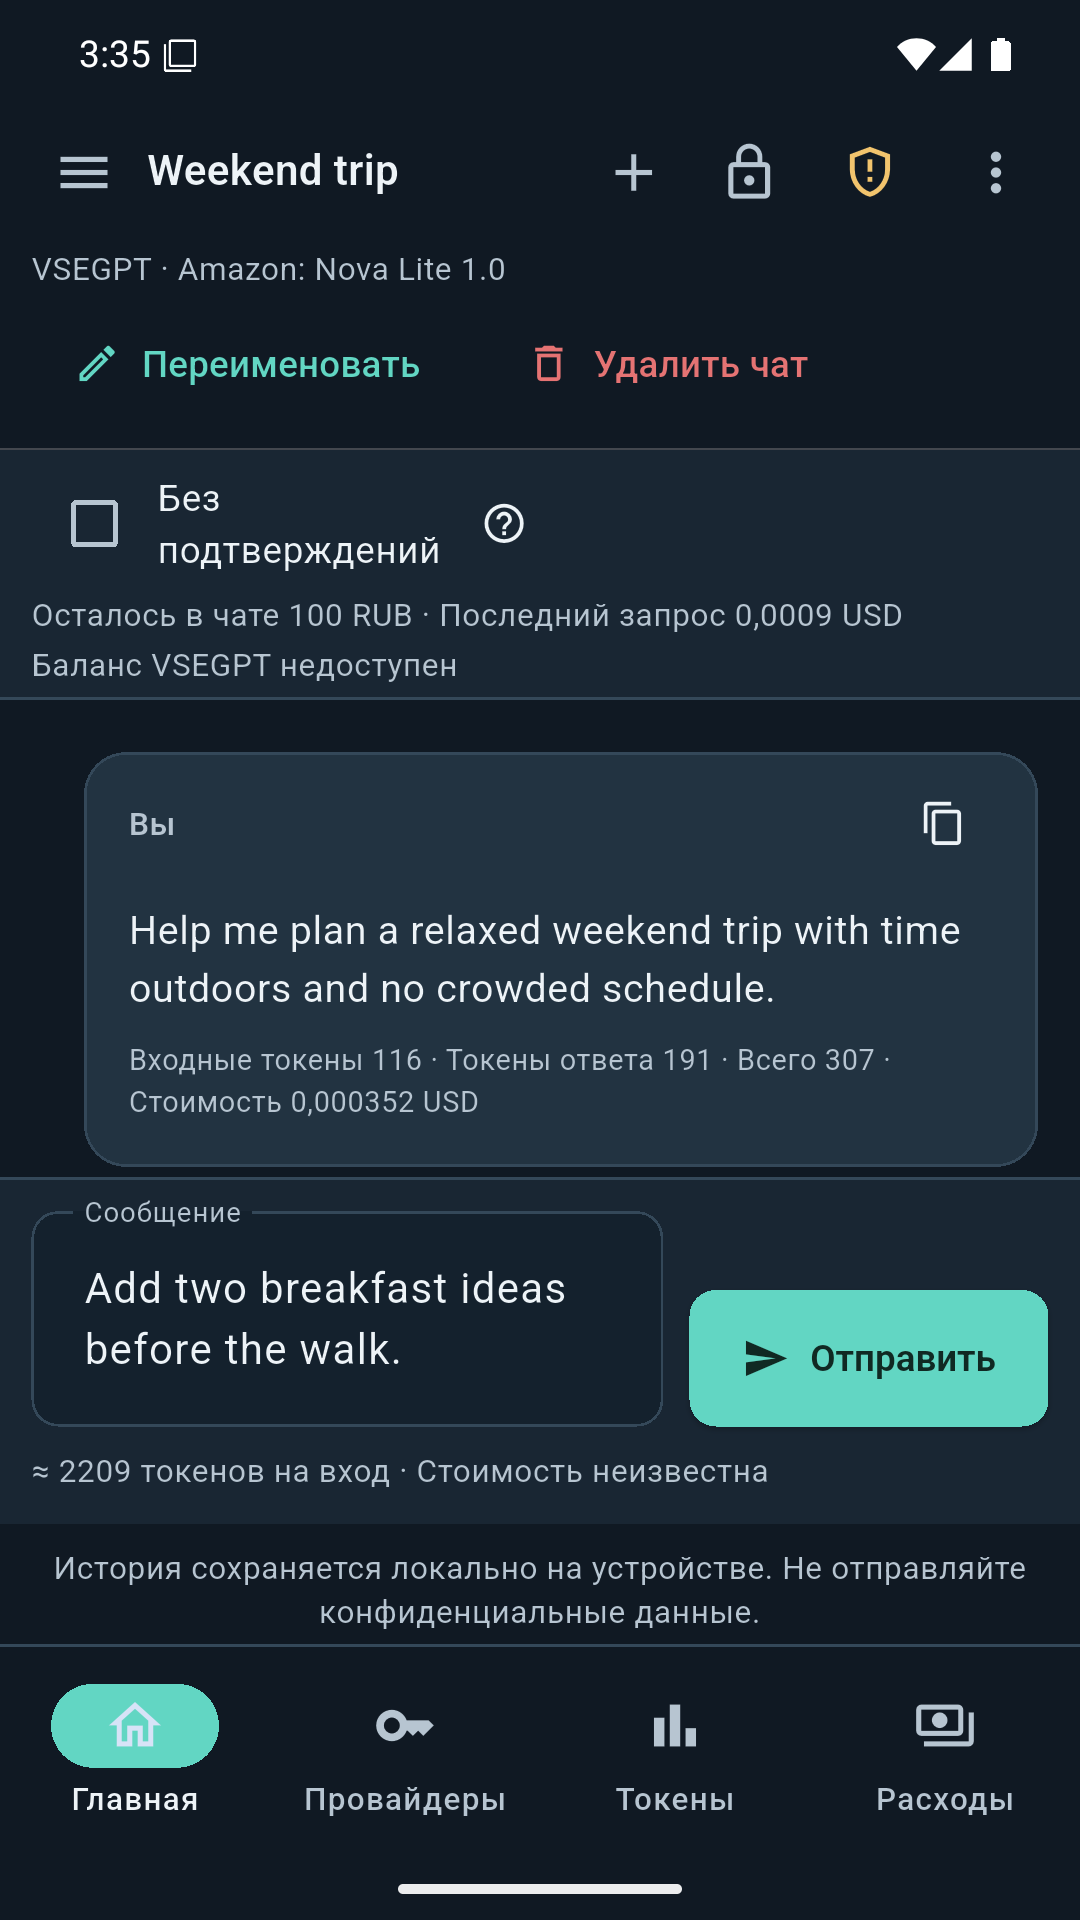 3:35
Weekend trip
VSEGPT · Amazon: Nova Lite 1.0
Переименовать
Удалить чат
Без
подтверждений
Осталось в чате 100 RUB · Последний запрос 0,0009 USD
Баланс VSEGPT недоступен
Вы
Help me plan a relaxed weekend trip with time
outdoors and no crowded schedule.
Входные токены 116 · Токены ответа 191 · Всего 307 ·
Стоимость 0,000352 USD
Сообщение
Add two breakfast ideas
before the walk.
Отправить
≈ 2209 токенов на вход · Стоимость неизвестна
История сохраняется локально на устройстве. Не отправляйте
конфиденциальные данные.
Главная
Провайдеры
Токены
Расходы